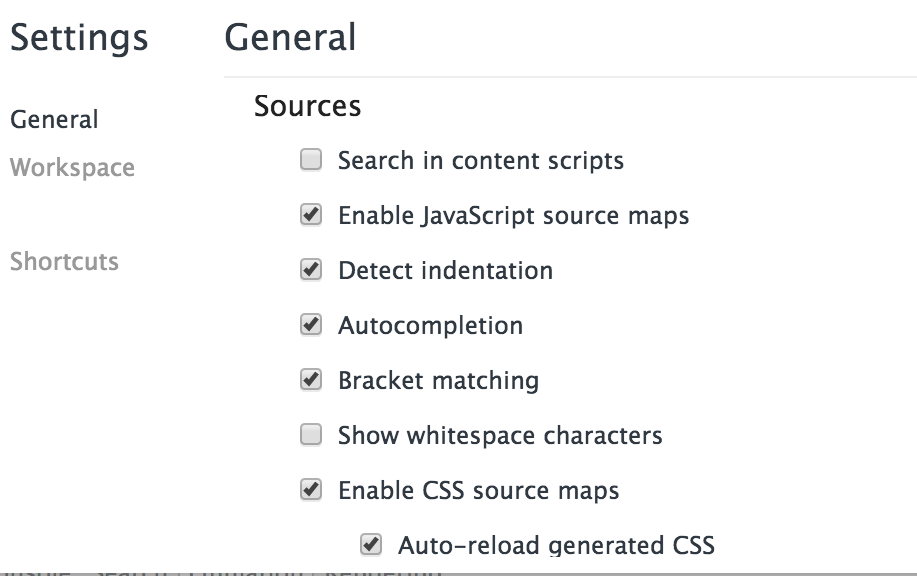 Settings
General
General
Workspace
Shortcuts
Sources
Search in content scripts
Enable JavaScript source maps
Detect indentation
Autocompletion
Bracket matching
Show whitespace characters
Enable CSS source maps
Auto-reload generated CSS